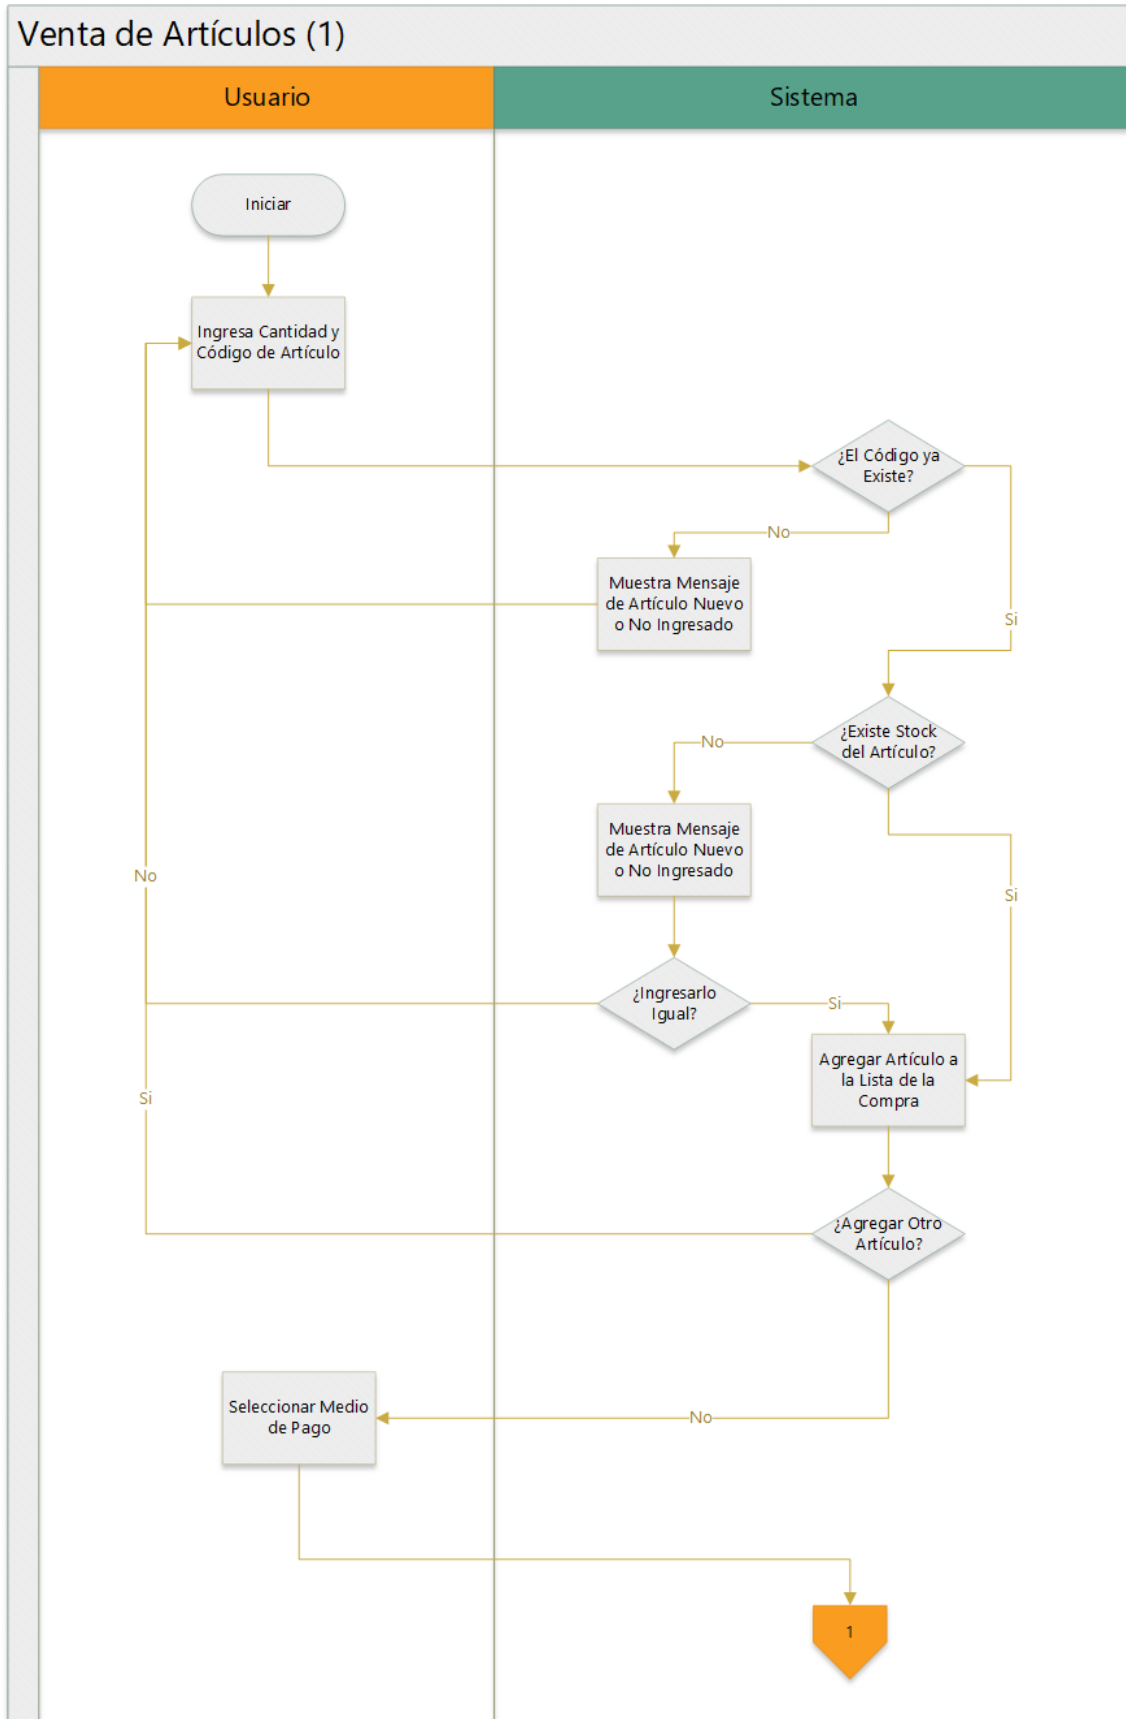 Venta de Artículos (1)
Usuario
Sistema
Iniciar
Ingresa Cantidad y
Código de Artículo
¿El Código ya
Existe?
No
Muestra Mensaje
de Artículo Nuevo
o No Ingresado
Si
¿Existe Stock
del Artículo?
No
Muestra Mensaje
de Artículo Nuevo
o No Ingresado
No
Si
¿Ingresarlo
Igual?
Si
Agregar Artículo a
la Lista de la
Compra
Si
¿Agregar Otro
Artículo?
Seleccionar Medio
de Pago
No
1